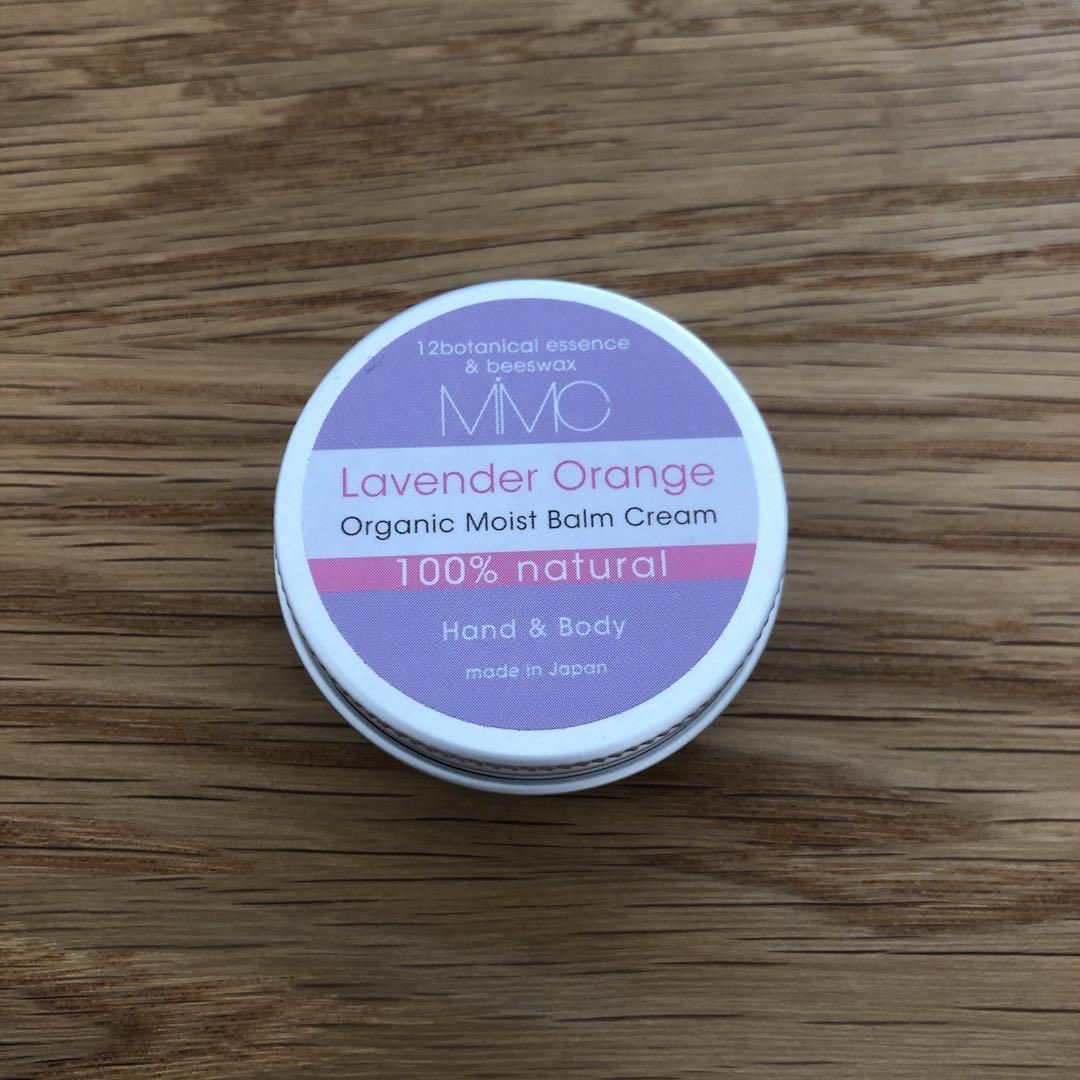 12botanical essence
& beeswax
MiMC
Lavender Orange
Organic Moist Balm Cream
100% natural
Hand & Body
made in Japan